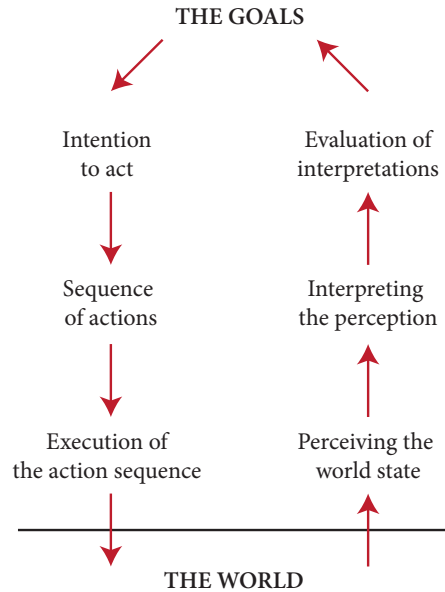 THE GOALS
Intention
to act
Evaluation of
interpretations
Sequence
of actions
Interpreting
the perception
Execution of
the action sequence
Perceiving the
world state
THE WORLD